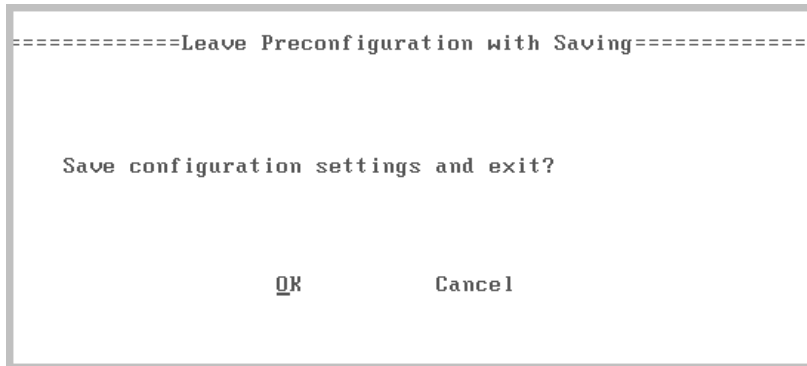 =============Leave Preconfiguration with Saving=============
Save configuration settings and exit?
OK Cancel